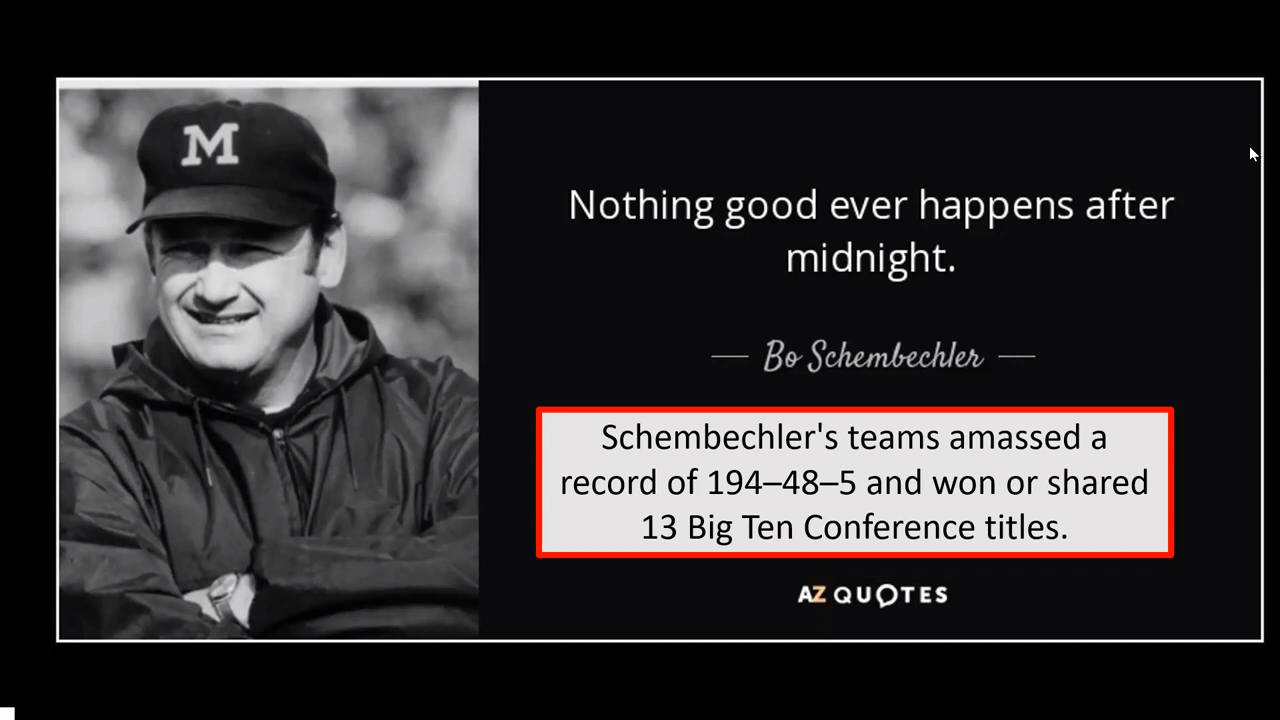 M
Nothing good ever happens after
midnight.
Bo Schembechler
Schembechler's teams amassed a
record of 194–48–5 and won or shared
13 Big Ten Conference titles.
AZ QUOTES